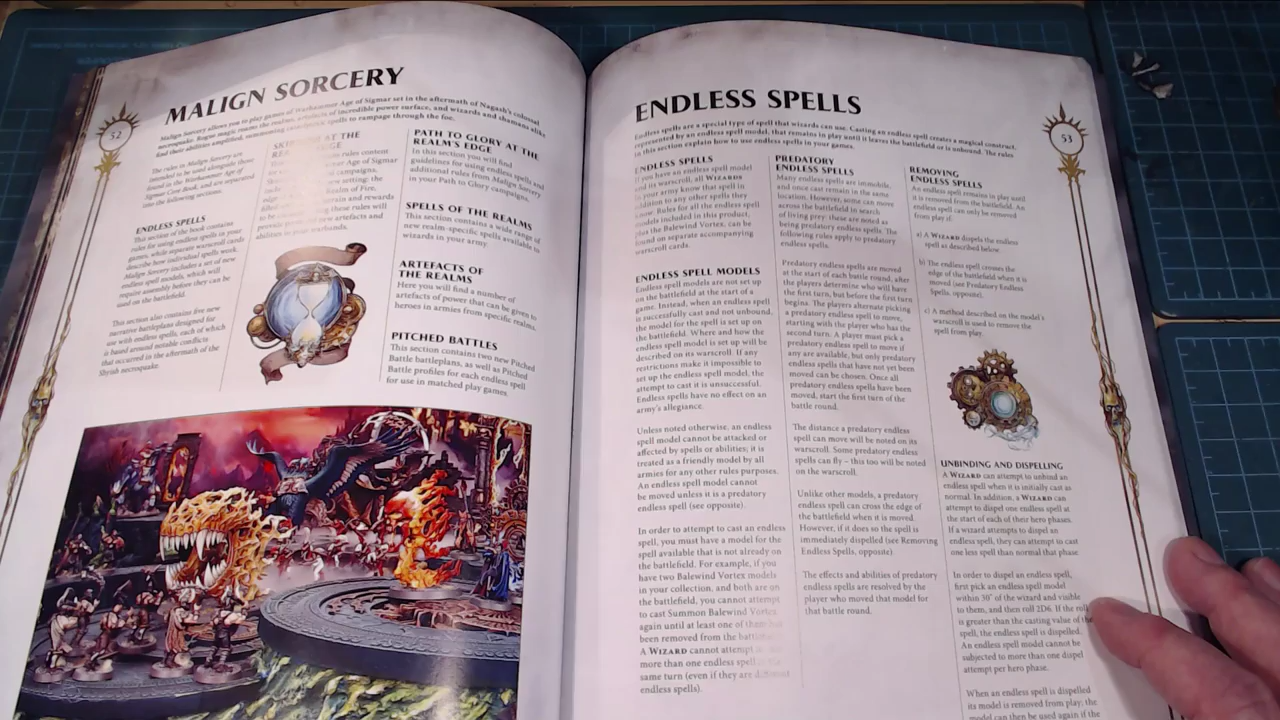 MALIGN SORCERY
Malign Sorcery allows you to play games of Warhammer Age of Sigmar set in the aftermath of Nagash's colossal
necroquake. Rogue magic roams the realms, artefacts of incredible power surface, and wizards and shamans alike
find their abilities amplified, summoning cataclysmic spells to rampage through the foe.
52
The rules in Malign Sorcery are
intended to be used alongside those
found in the Warhammer Age of
Sigmar Core Book, and are separated
into the following sections:
ENDLESS SPELLS
This section of the book contains
rules for using endless spells in your
games, while separate warscroll cards
describe how individual spells work.
Malign Sorcery includes a set of new
endless spell models, which will
require assembly before they can be
used on the battlefield.
This section also contains five new
narrative battleplans designed for
use with endless spells, each of which
is based around notable conflicts
that occurred in the aftermath of the
Shyish necroquake.
AT THE
rules content
Age of Sigmar
campaigns.
setting: the
Realm of Fire,
and rewards
these rules will
new artefacts and
abilities
warbands.
PATH TO GLORY AT THE
REALM'S EDGE
In this section you will find
guidelines for using endless spells and
additional rules from Malign Sorcery
in your Path to Glory campaigns.
SPELLS OF THE REALMS
This section contains a wide range of
new realm-specific spells available to
wizards in your army.
ARTEFACTS OF
THE REALMS
Here you will find a number of
artefacts of power that can be given to
heroes in armies from specific realms.
PITCHED BATTLES
This section contains two new Pitched
Battle battleplans, as well as Pitched
Battle profiles for each endless spell
for use in matched play games.
ENDLESS SPELLS
Endless spells are a special type of spell that wizards can use. Casting an endless spell creates a magical construct,
represented by an endless spell model, that remains in play until it leaves the battlefield or is unbound. The rules
in this section explain how to use endless spells in your games.
53
ENDLESS SPELLS
If you have an endless spell model
and its warscroll, all WIZARDS
in your army know that spell in
addition to any other spells they
know. Rules for all the endless spell
models included in this product,
plus the Balewind Vortex, can be
found on separate accompanying
warscroll cards.
ENDLESS SPELL MODELS
Endless spell models are not set up
on the battlefield at the start of a
game. Instead, when an endless spell
is successfully cast and not unbound,
the model for the spell is set up on
the battlefield. Where and how the
endless spell model is set up will be
described on its warscroll. If any
restrictions make it impossible to
set up the endless spell model, the
attempt to cast it is unsuccessful.
Endless spells have no effect on an
army's allegiance.
Unless noted otherwise, an endless
spell model cannot be attacked or
affected by spells or abilities; it is
treated as a friendly model by all
armies for any other rules purposes.
An endless spell model cannot
be moved unless it is a predatory
endless spell (see opposite).
In order to attempt to cast an endless
spell, you must have a model for the
spell available that is not already on
the battlefield. For example, if you
have two Balewind Vortex models
in your collection, and both are on
the battlefield, you cannot attempt
to cast Summon Balewind Vortex
again until at least one of them has
been removed from the battlefield.
A WIZARD cannot attempt to
more than one endless spell
same turn (even if they are different
endless spells).
PREDATORY
ENDLESS SPELLS
Many endless spells are immobile,
and once cast remain in the same
location. However, some can move
across the battlefield in search
of living prey: these are noted as
being predatory endless spells. The
following rules apply to predatory
endless spells.
Predatory endless spells are moved
at the start of each battle round, after
the players determine who will have
the first turn, but before the first turn
begins. The players alternate picking
a predatory endless spell to move,
starting with the player who has the
second turn. A player must pick a
predatory endless spell to move if
any are available, but only predatory
endless spells that have not yet been
moved can be chosen. Once all
predatory endless spells have been
moved, start the first turn of the
battle round.
The distance a predatory endless
spell can move will be noted on its
warscroll. Some predatory endless
spells can fly – this too will be noted
on the warscroll.
Unlike other models, a predatory
endless spell can cross the edge of
the battlefield when it is moved.
However, if it does so the spell is
immediately dispelled (see Removing
Endless Spells, opposite).
The effects and abilities of predatory
endless spells are resolved by the
player who moved that model for
that battle round.
REMOVING
ENDLESS SPELLS
An endless spell remains in play until
it is removed from the battlefield. An
endless spell can only be removed
from play if:
a) A WIZARD dispels the endless
spell as described below.
b) The endless spell crosses the
edge of the battlefield when it is
moved (see Predatory Endless
Spells, opposite).
c) A method described on the model's
warscroll is used to remove the
spell from play.
UNBINDING AND DISPELLING
A WIZARD can attempt to unbind an
endless spell when it is initially cast as
normal. In addition, a WIZARD can
attempt to dispel one endless spell at
the start of each of their hero phases.
If a wizard attempts to dispel an
endless spell, they can attempt to cast
one less spell than normal that phase.
In order to dispel an endless spell,
first pick an endless spell model
within 30" of the wizard and visible
to them, and then roll 2D6. If the roll
is greater than the casting value of the
spell, the endless spell is dispelled.
An endless spell model cannot be
subjected to more than one dispel
attempt per hero phase.
When an endless spell is dispelled
its model is removed from play; the
model can then be used again if the